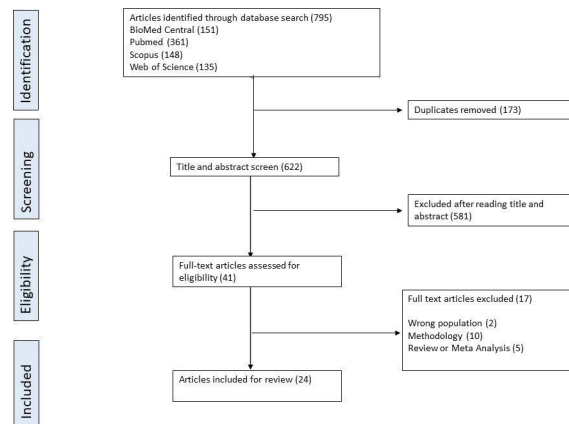 Identification
Articles identified through database search (795)
BioMed Central (151)
Pubmed (361)
Scopus (148)
Web of Science (135)
Duplicates removed (173)
Screening
Title and abstract screen (622)
Excluded after reading title and
abstract (581)
Eligibility
Full-text articles assessed for
eligibility (41)
Full text articles excluded (17)
Wrong population (2)
Methodology (10)
Review or Meta Analysis (5)
Included
Articles included for review (24)